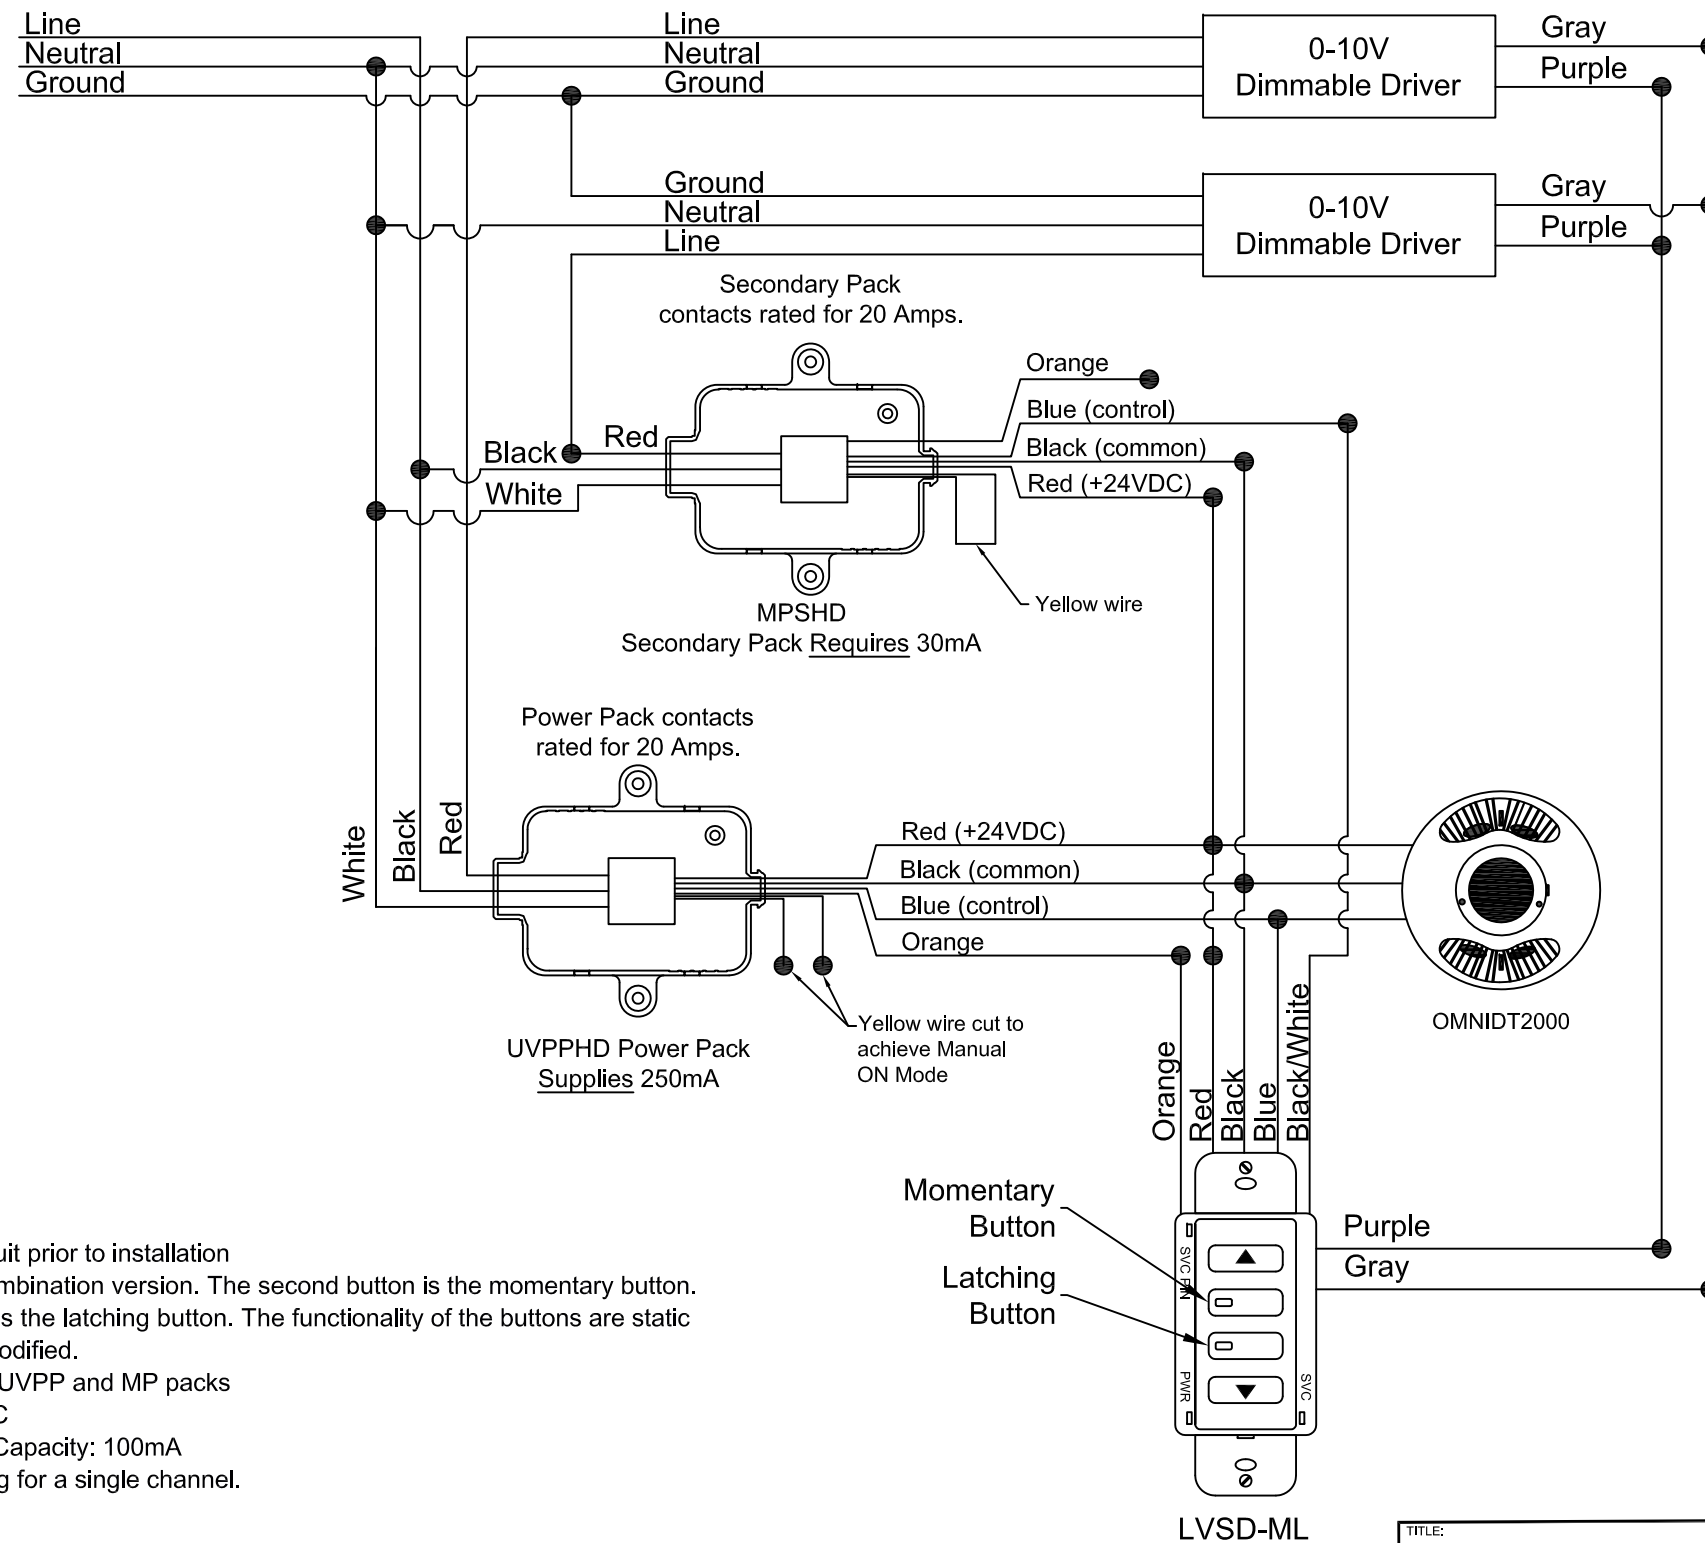 Line
Neutral
Ground
Line
Neutral
Ground
0-10V
Dimmable Driver
Gray
Purple
Ground
Neutral
Line
0-10V
Dimmable Driver
Gray
Purple
Secondary Pack
contacts rated for 20 Amps.
Orange
Blue (control)
Black (common)
Red (+24VDC)
Red
Black
White
Yellow wire
MPSHD
Secondary Pack Requires 30mA
Power Pack contacts
rated for 20 Amps.
White
Black
Red
Red (+24VDC)
Black (common)
Blue (control)
Orange
Yellow wire cut to
achieve Manual
ON Mode
UVPPHD Power Pack
Supplies 250mA
OMNIDT2000
Orange
Red
Black
Blue
Black/White
Momentary
Button
Latching
Button
SVC PIN
PWR
SVC
Purple
Gray
LVSD-ML
uit prior to installation
mbination version. The second button is the momentary button.
s the latching button. The functionality of the buttons are static
odified.
UVPP and MP packs
C
Capacity: 100mA
g for a single channel.
TITLE: